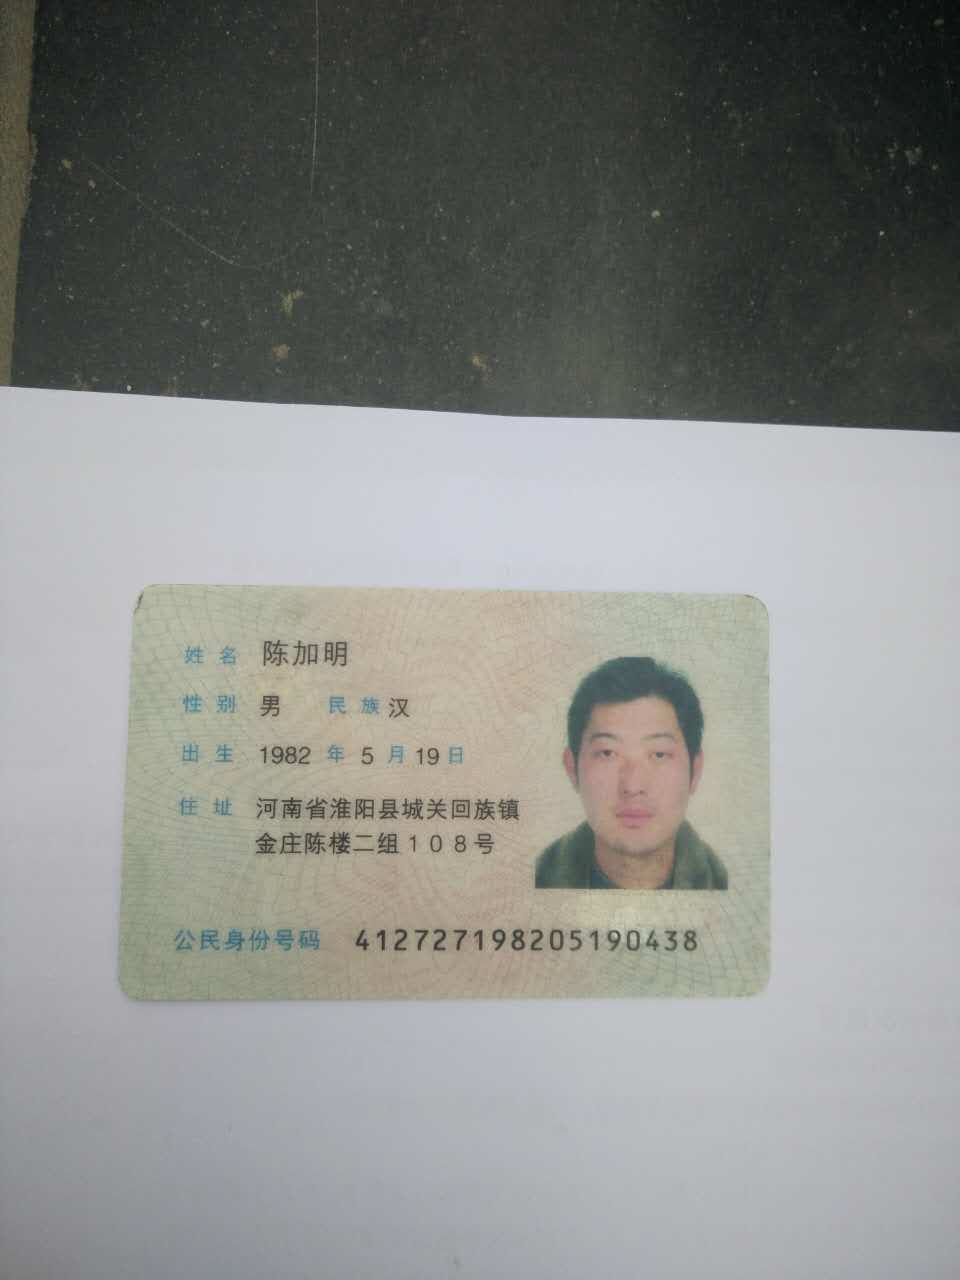 姓名 陈加明
性别 男 民族 汉
出生 1982 年 5 月 19 日
住址 河南省淮阳县城关回族镇
金庄陈楼二组108号
公民身份号码 412727198205190438